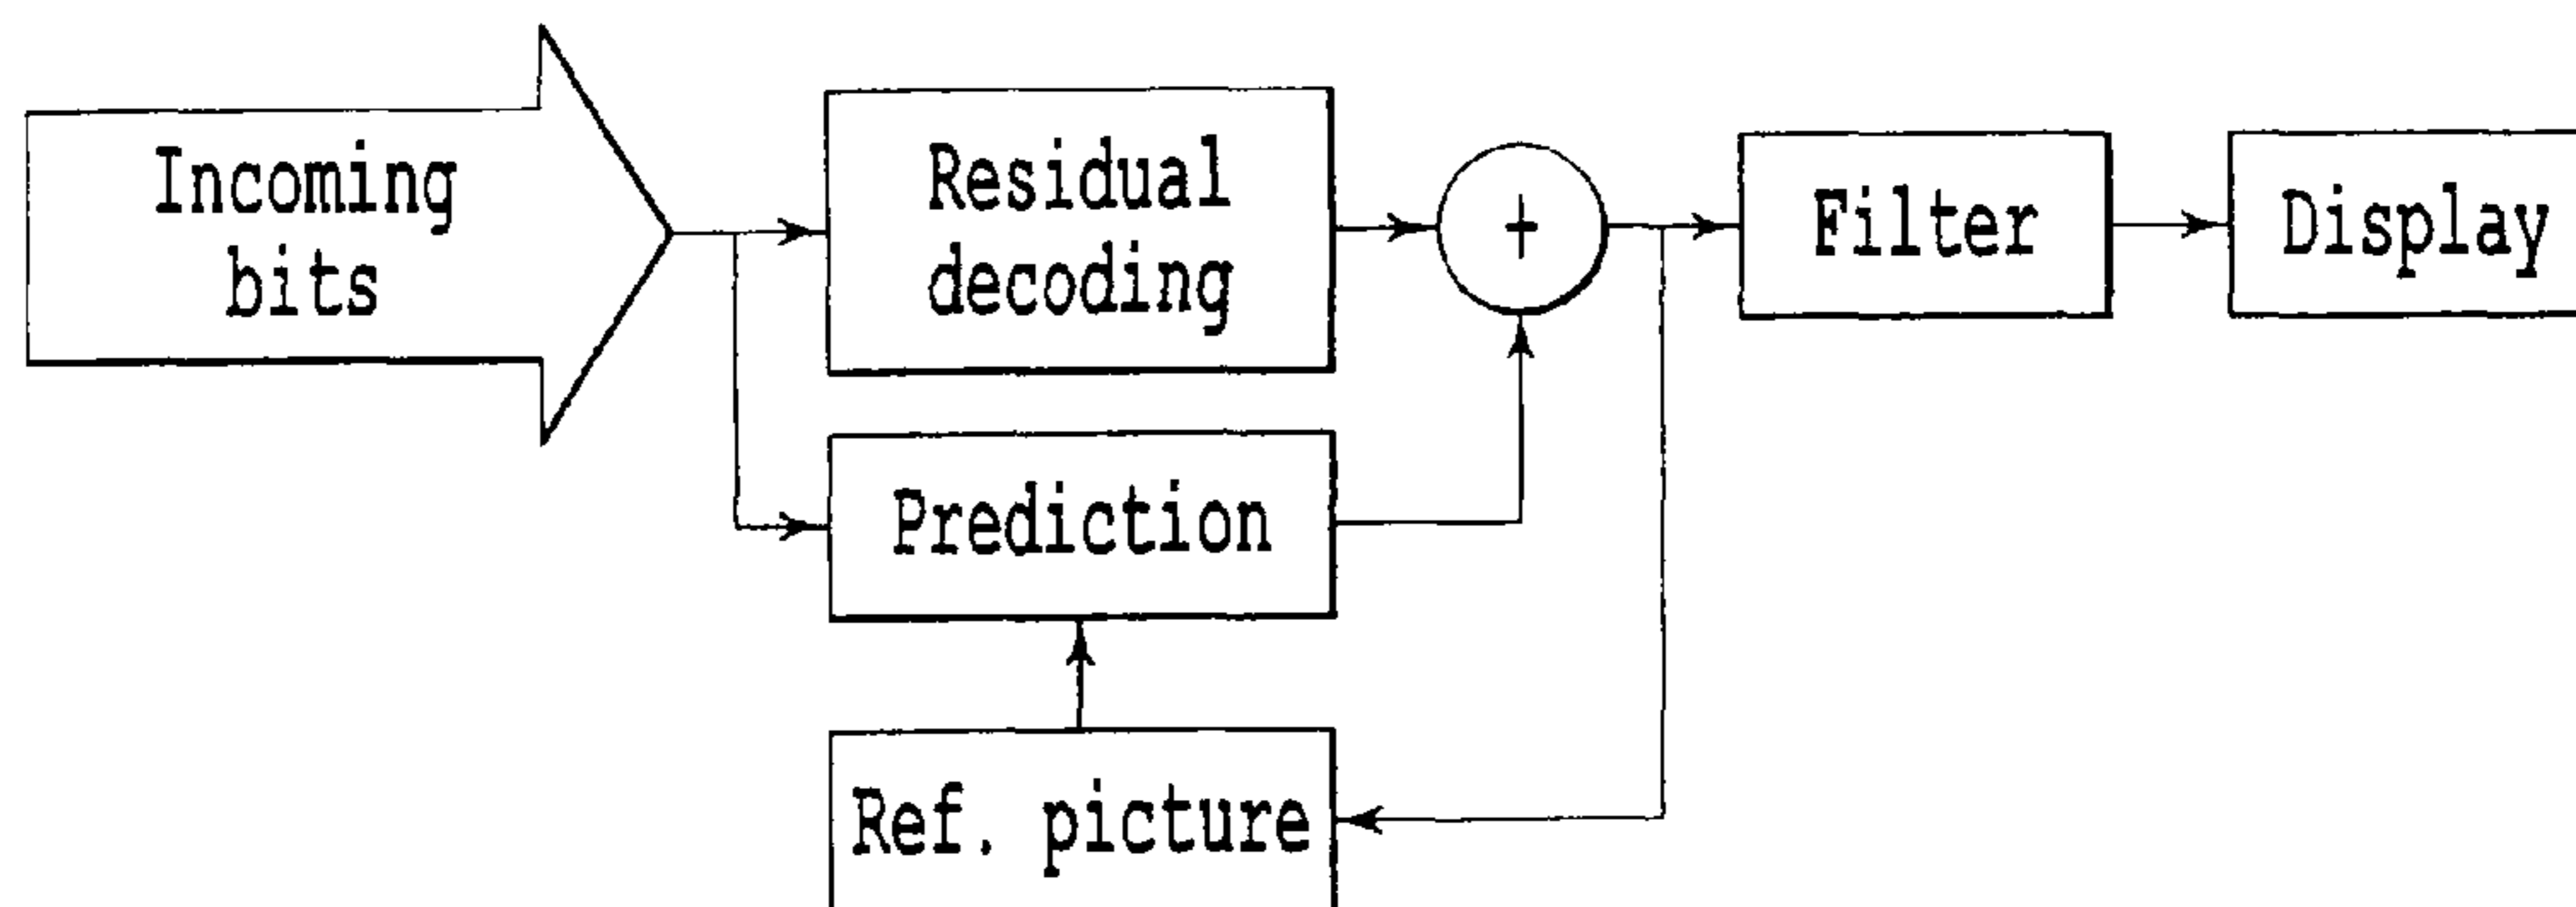 Incoming
bits
Residual
decoding
+
Filter
Display
Prediction
Ref. picture